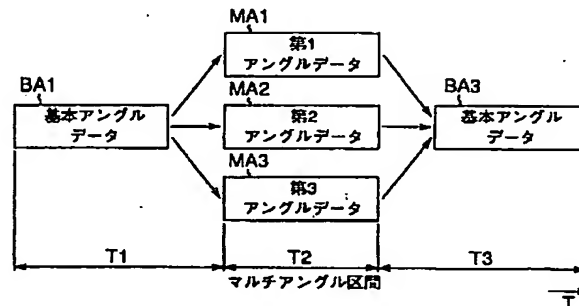 MA1
第1
アングルデータ
BA1
基本アングル
データ
MA2
第2
アングルデータ
BA3
基本アングル
データ
MA3
第3
アングルデータ
T1
T2
T3
マルチアングル区間
T